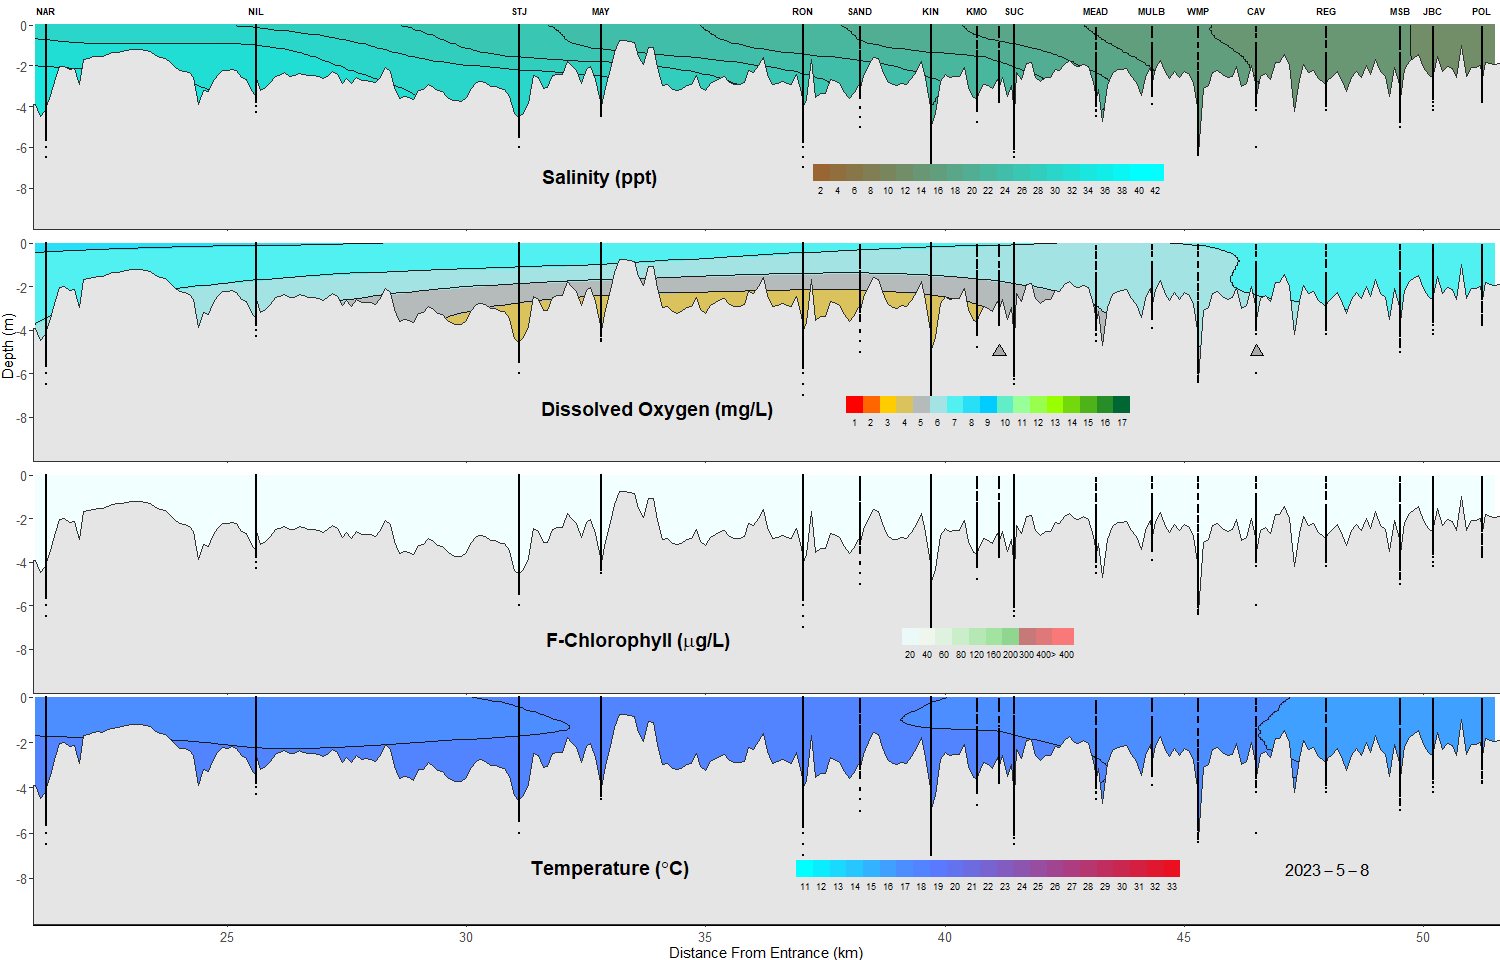 NAR NIL STJ MAY RON SAND KIN KMO SUC MEAD MULB WMP CAV REG MSB JBC POL
0
-2
-4
-6
-8
Salinity (ppt)
2 4 6 8 10 12 14 16 18 20 22 24 26 28 30 32 34 36 38 40 42
0
-2
-4
-6
-8
Depth (m)
Dissolved Oxygen (mg/L)
1 2 3 4 5 6 7 8 9 10 11 12 13 14 15 16 17
0
-2
-4
-6
-8
F-Chlorophyll (μg/L)
20 40 60 80 120 160 200 300 400> 400
0
-2
-4
-6
-8
Temperature (°C)
11 12 13 14 15 16 17 18 19 20 21 22 23 24 25 26 27 28 29 30 31 32 33
2023 – 5 – 8
25 30 35 40 45 50
Distance From Entrance (km)